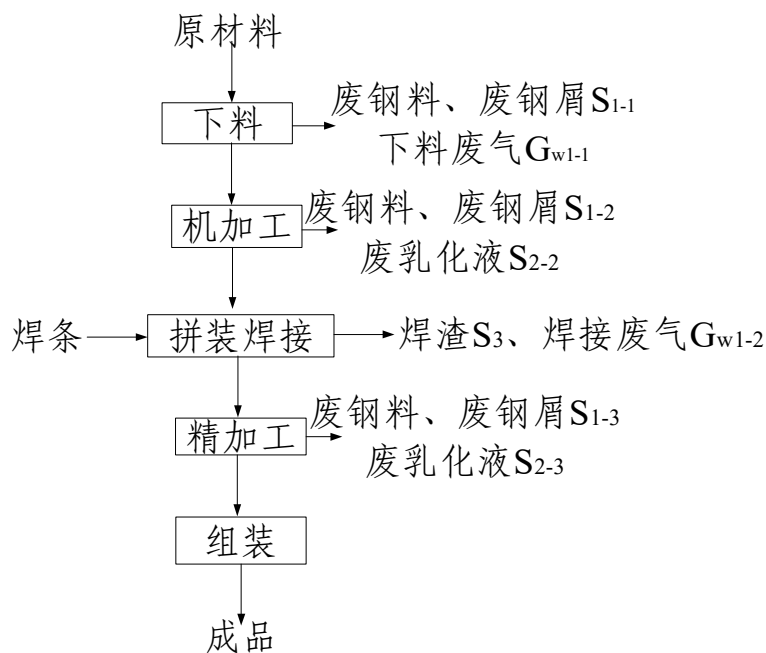 原材料
下料
废钢料、废钢屑S1-1
下料废气Gw1-1
机加工
废钢料、废钢屑S1-2
废乳化液S2-2
焊条
拼装焊接
焊渣S3、焊接废气Gw1-2
精加工
废钢料、废钢屑S1-3
废乳化液S2-3
组装
成品